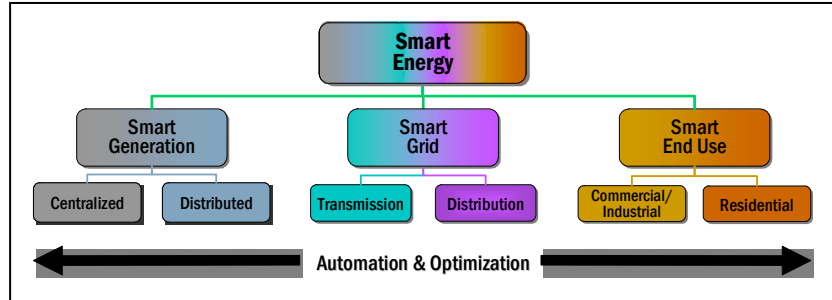 Smart
Energy
Smart
Generation
Smart
Grid
Smart
End Use
Centralized
Distributed
Transmission
Distribution
Commercial/
Industrial
Residential
Automation & Optimization